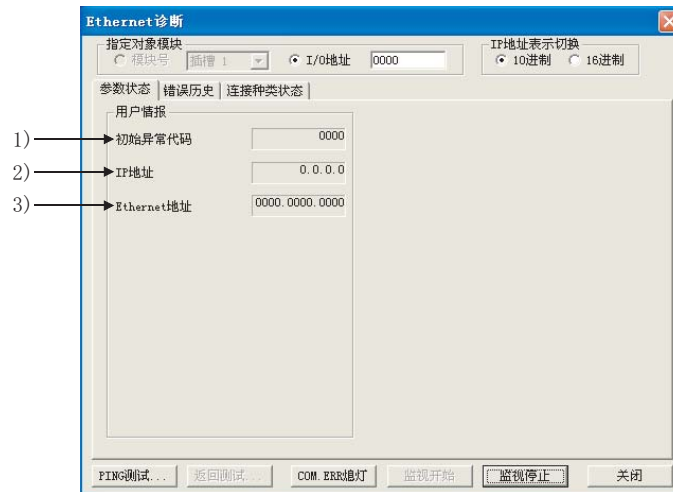 Ethernet诊断
指定对象模块
模块号 插槽 1 I/O地址 0000
IP地址表示切换
10进制 16进制
参数状态 错误历史 连接种类状态
用户情报
1) 初始异常代码 0000
2) IP地址 0.0.0.0
3) Ethernet地址 0000.0000.0000
PING测试... 返回测试... COM.ERR熄灯 监视开始 监视停止 关闭